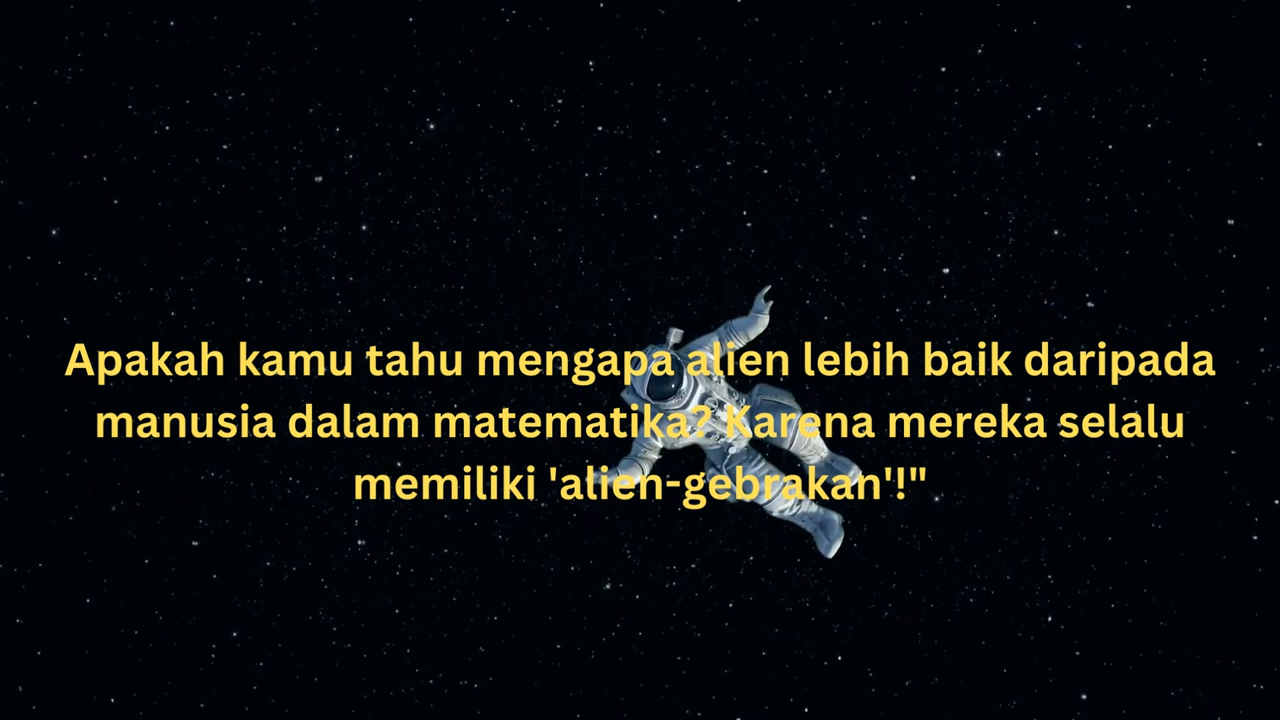 Apakah kamu tahu mengapa alien lebih baik daripada
manusia dalam matematika? Karena mereka selalu
memiliki 'alien-gebrakan'!"